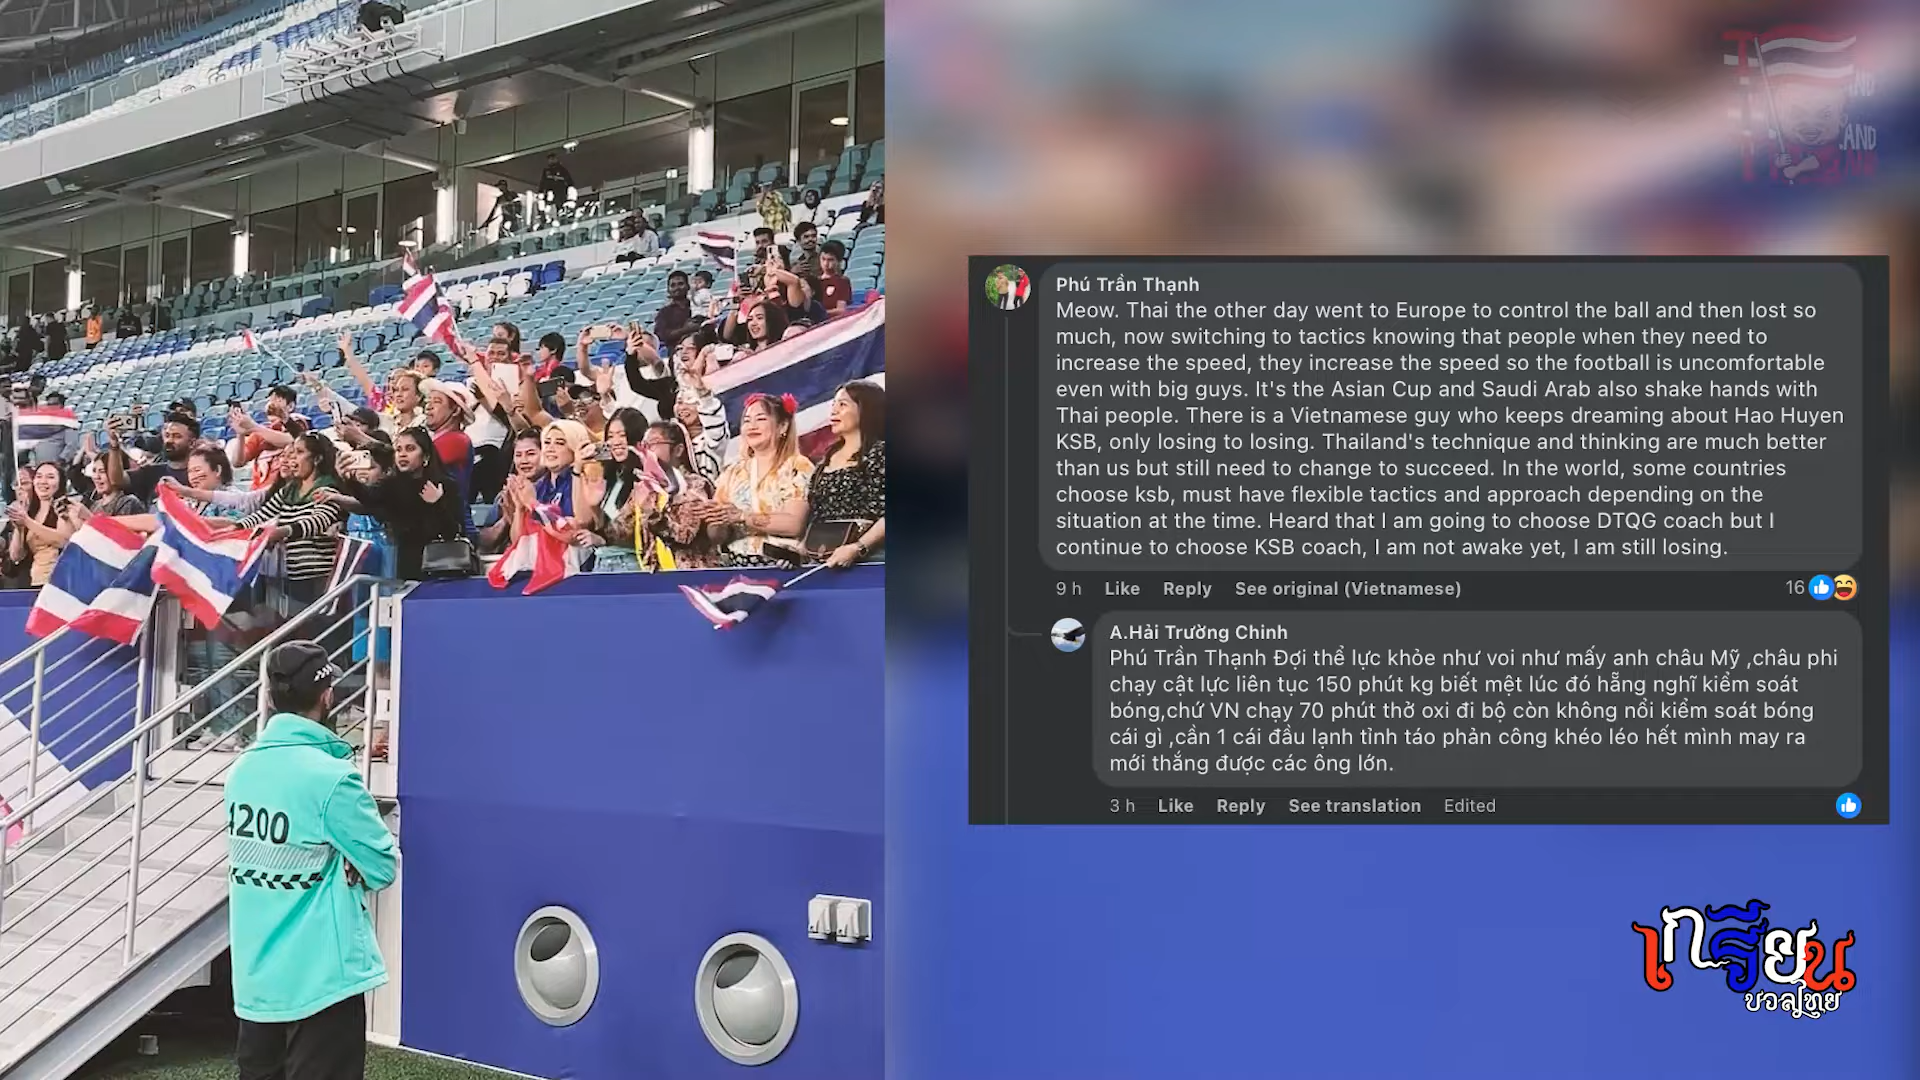 4200
AND
AND
Phú Trần Thạnh
Meow. Thai the other day went to Europe to control the ball and then lost so
much, now switching to tactics knowing that people when they need to
increase the speed, they increase the speed so the football is uncomfortable
even with big guys. It's the Asian Cup and Saudi Arab also shake hands with
Thai people. There is a Vietnamese guy who keeps dreaming about Hao Huyen
KSB, only losing to losing. Thailand's technique and thinking are much better
than us but still need to change to succeed. In the world, some countries
choose ksb, must have flexible tactics and approach depending on the
situation at the time. Heard that I am going to choose DTQG coach but I
continue to choose KSB coach, I am not awake yet, I am still losing.
9 h Like Reply See original (Vietnamese) 16
A.Hải Trường Chinh
Phú Trần Thạnh Đợi thể lực khỏe như voi như mấy anh châu Mỹ ,châu phi
chạy cật lực liên tục 150 phút kg biết mệt lúc đó hẵng nghĩ kiểm soát
bóng,chứ VN chạy 70 phút thở oxi đi bộ còn không nổi kiểm soát bóng
cái gì ,cần 1 cái đầu lạnh tỉnh táo phản công khéo léo hết mình may ra
mới thắng được các ông lớn.
3 h Like Reply See translation Edited
เกรียน
บอลไทย